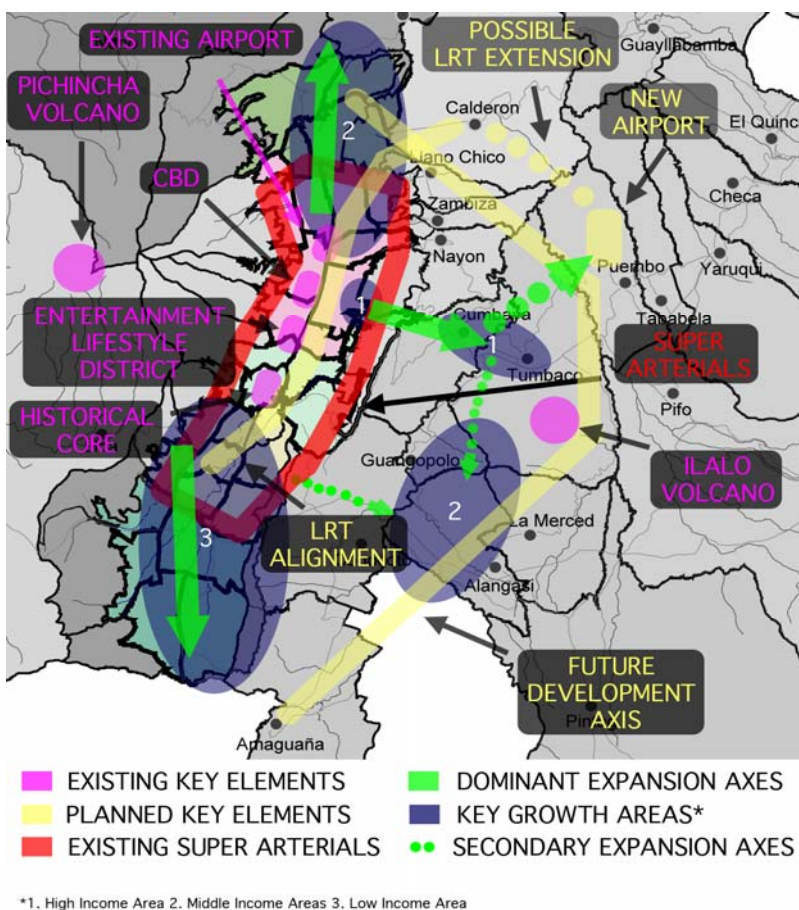 EXISTING AIRPORT
POSSIBLE
LRT EXTENSION
Guayllabamba
PICHINCHA
VOLCANO
NEW
AIRPORT
Calderon
El Quinc
2
CBD
Llano Chico
Checa
Zambiza
Nayon
Yaruqui
Puembo
ENTERTAINMENT
LIFESTYLE
DISTRICT
1
Cumbaya
Tababela
1
SUPER
ARTERIALS
Tumbaco
Pifo
HISTORICAL
CORE
Guangopolo
ILALO
VOLCANO
2
3
LRT
ALIGNMENT
La Merced
Alangasi
FUTURE
DEVELOPMENT
AXIS
Amaguaña
EXISTING KEY ELEMENTS
PLANNED KEY ELEMENTS
EXISTING SUPER ARTERIALS
DOMINANT EXPANSION AXES
KEY GROWTH AREAS*
SECONDARY EXPANSION AXES
*1. High Income Area 2. Middle Income Areas 3. Low Income Area